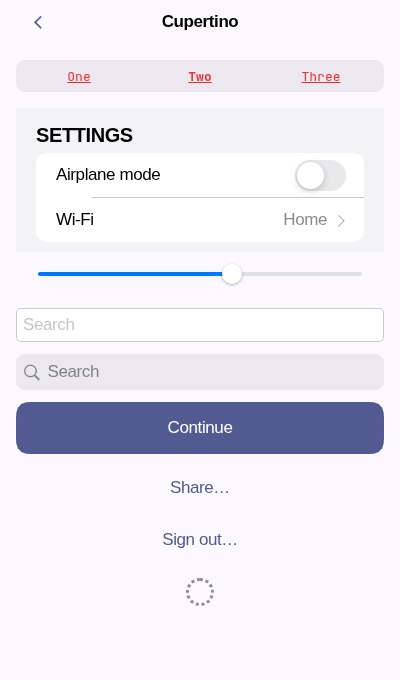 Cupertino
One Two Three
SETTINGS
Airplane mode
Wi-Fi Home
Search
Search
Continue
Share…
Sign out…